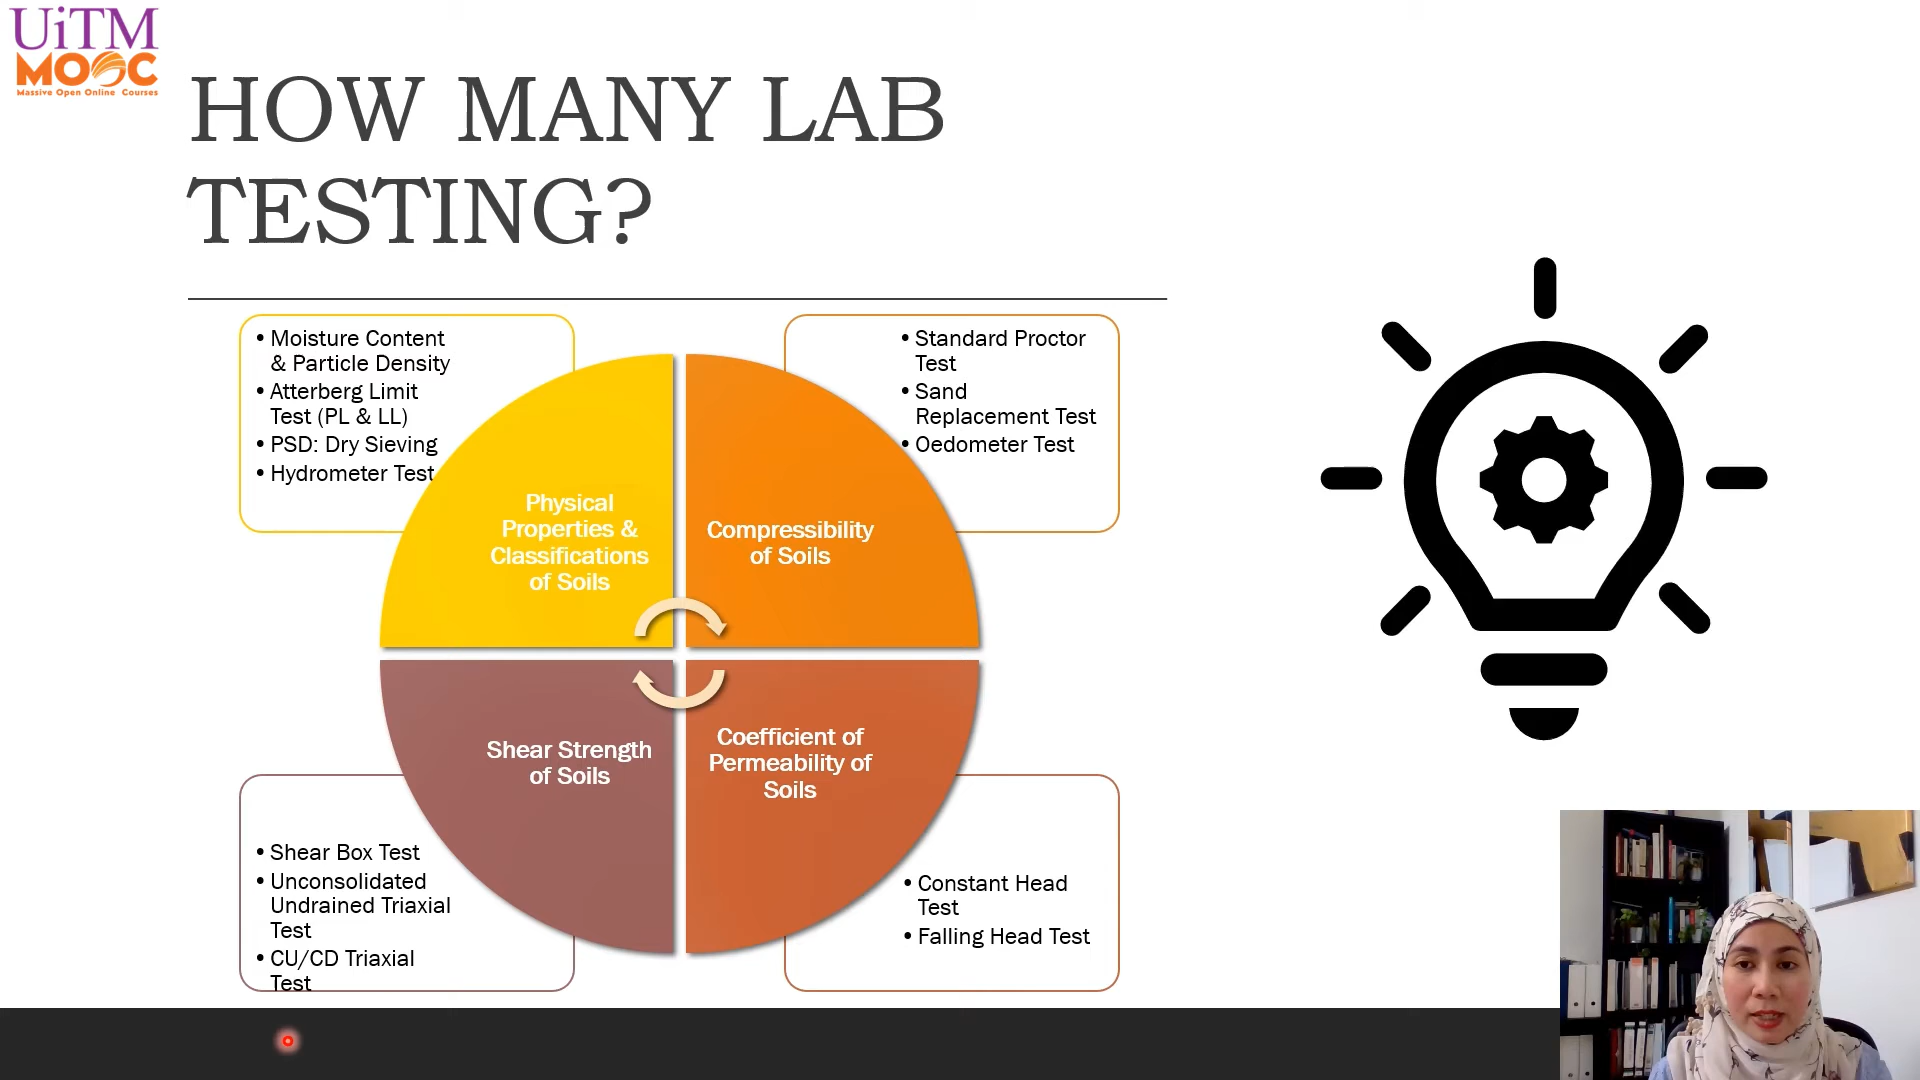 UiTM
MOOC
Massive Open Online Courses
HOW MANY LAB
TESTING?
• Moisture Content
& Particle Density
• Atterberg Limit
Test (PL & LL)
• PSD: Dry Sieving
• Hydrometer Test
• Standard Proctor
Test
• Sand
Replacement Test
• Oedometer Test
Physical
Properties &
Classifications
of Soils
Compressibility
of Soils
Shear Strength
of Soils
Coefficient of
Permeability of
Soils
• Shear Box Test
• Unconsolidated
Undrained Triaxial
Test
• CU/CD Triaxial
Test
• Constant Head
Test
• Falling Head Test